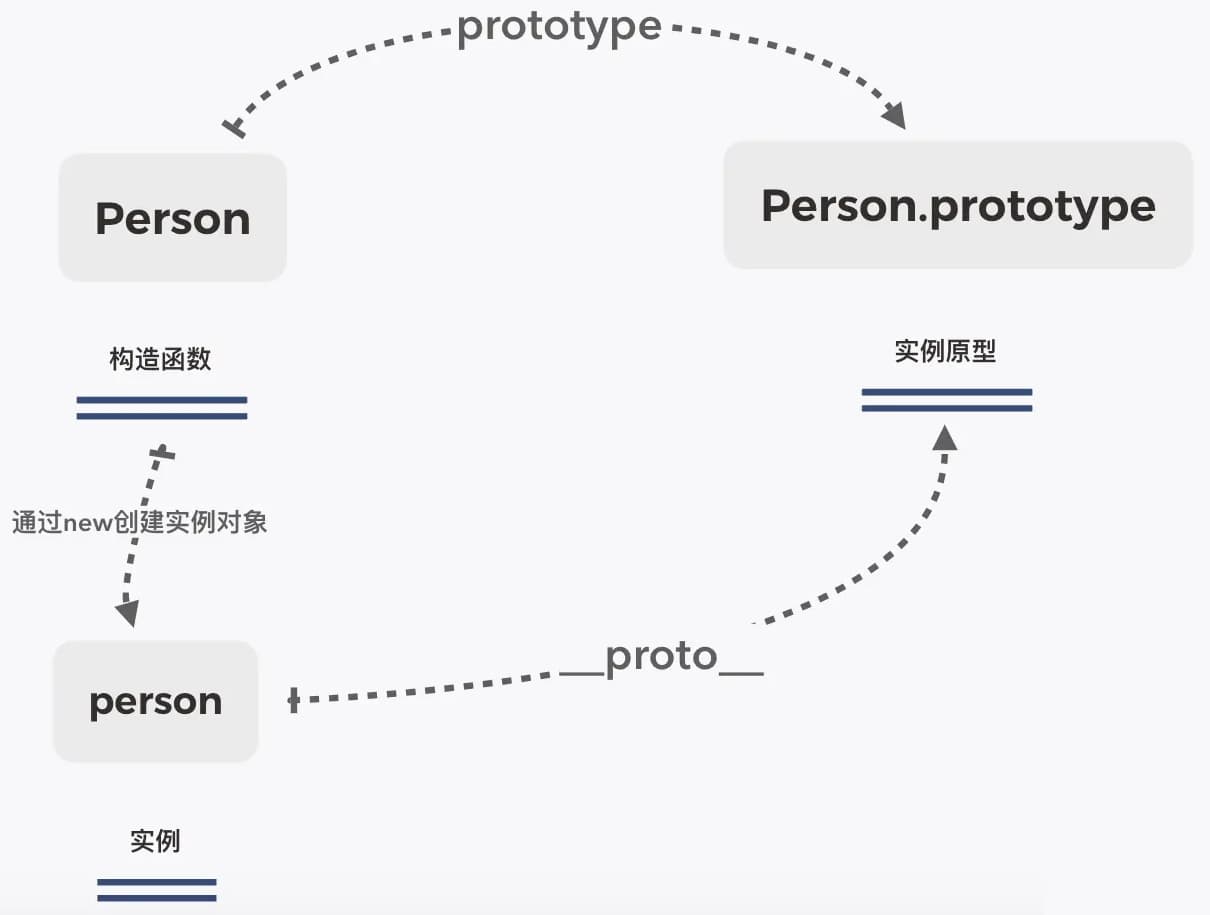 prototype
Person
Person.prototype
构造函数
实例原型
通过new创建实例对象
__proto__
person
实例